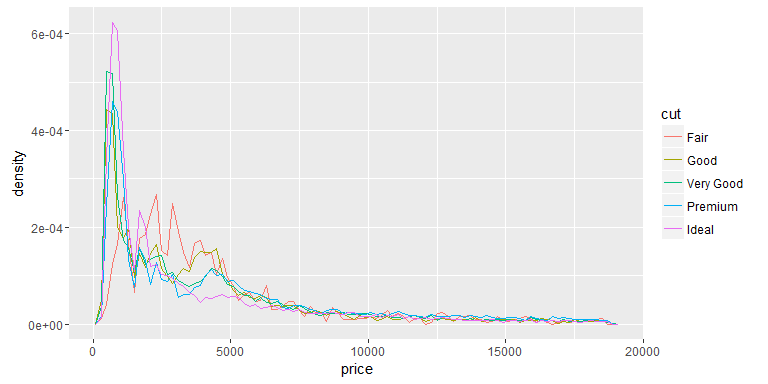 6e-04
4e-04
2e-04
0e+00
density
0
5000
10000
15000
20000
price
cut
Fair
Good
Very Good
Premium
Ideal